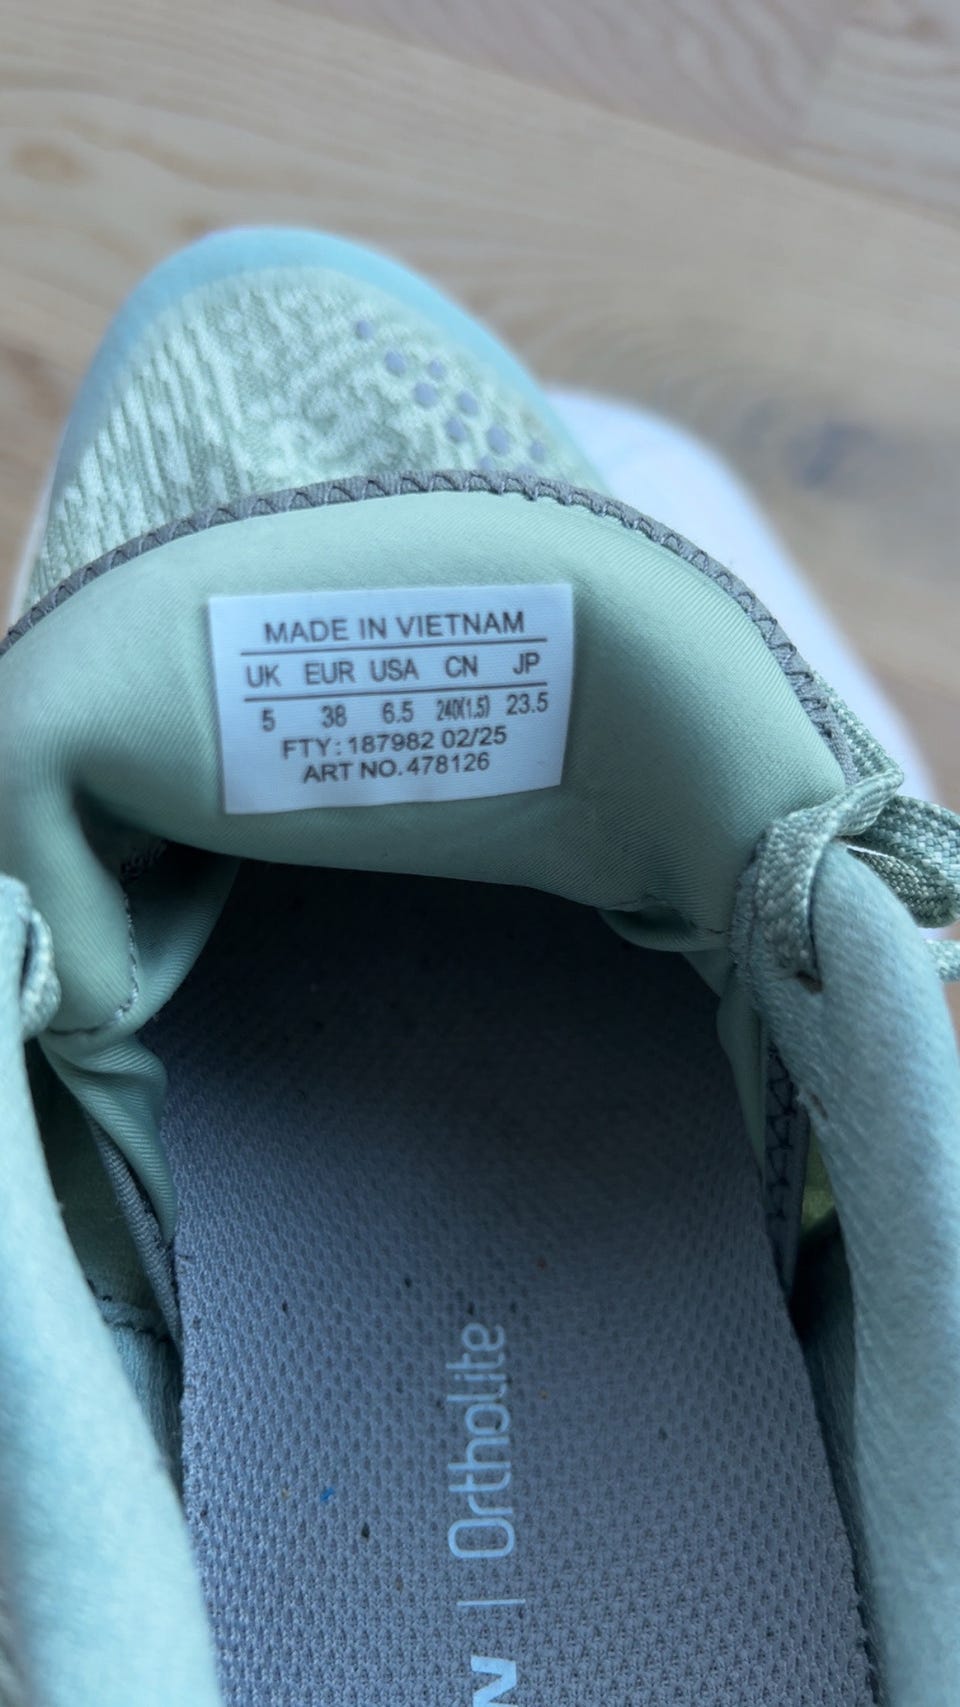 MADE IN VIETNAM
UK EUR USA CN JP
5 38 6.5 240(1.5) 23.5
FTY: 187982 02/25
ART NO. 478126
| Ortholite